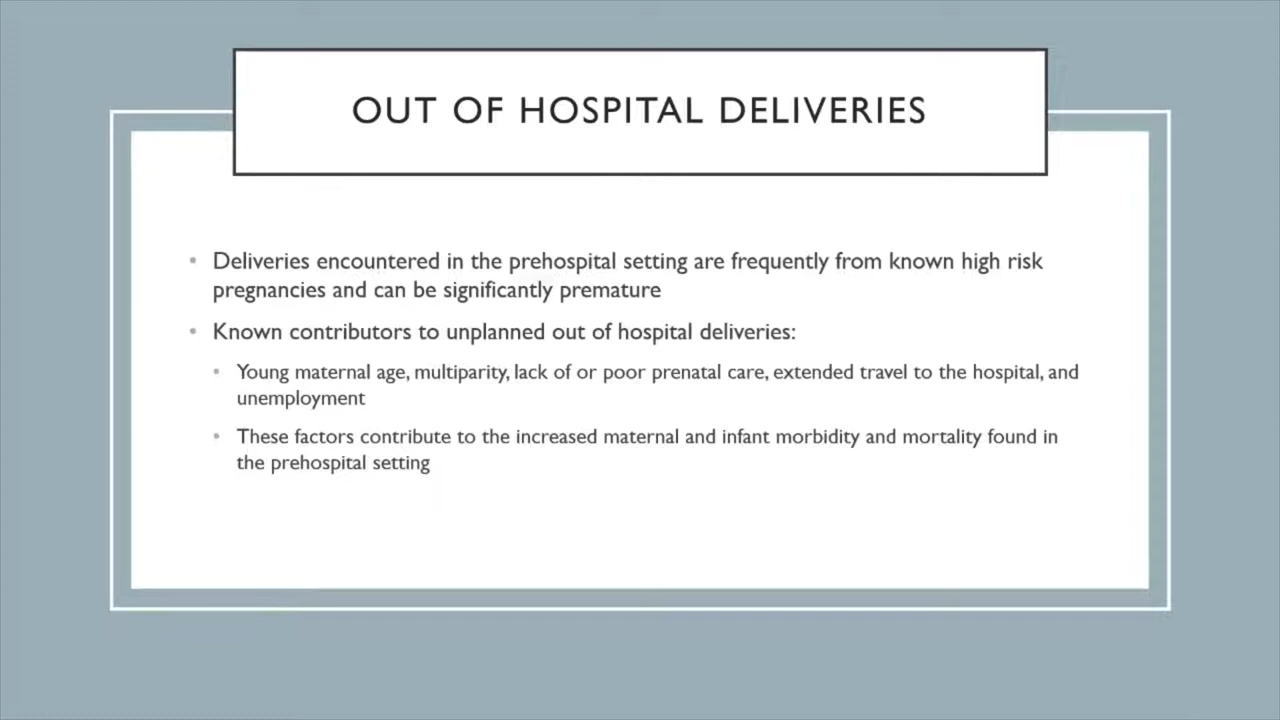 OUT OF HOSPITAL DELIVERIES
• Deliveries encountered in the prehospital setting are frequently from known high risk
pregnancies and can be significantly premature
• Known contributors to unplanned out of hospital deliveries:
• Young maternal age, multiparity, lack of or poor prenatal care, extended travel to the hospital, and
unemployment
• These factors contribute to the increased maternal and infant morbidity and mortality found in
the prehospital setting